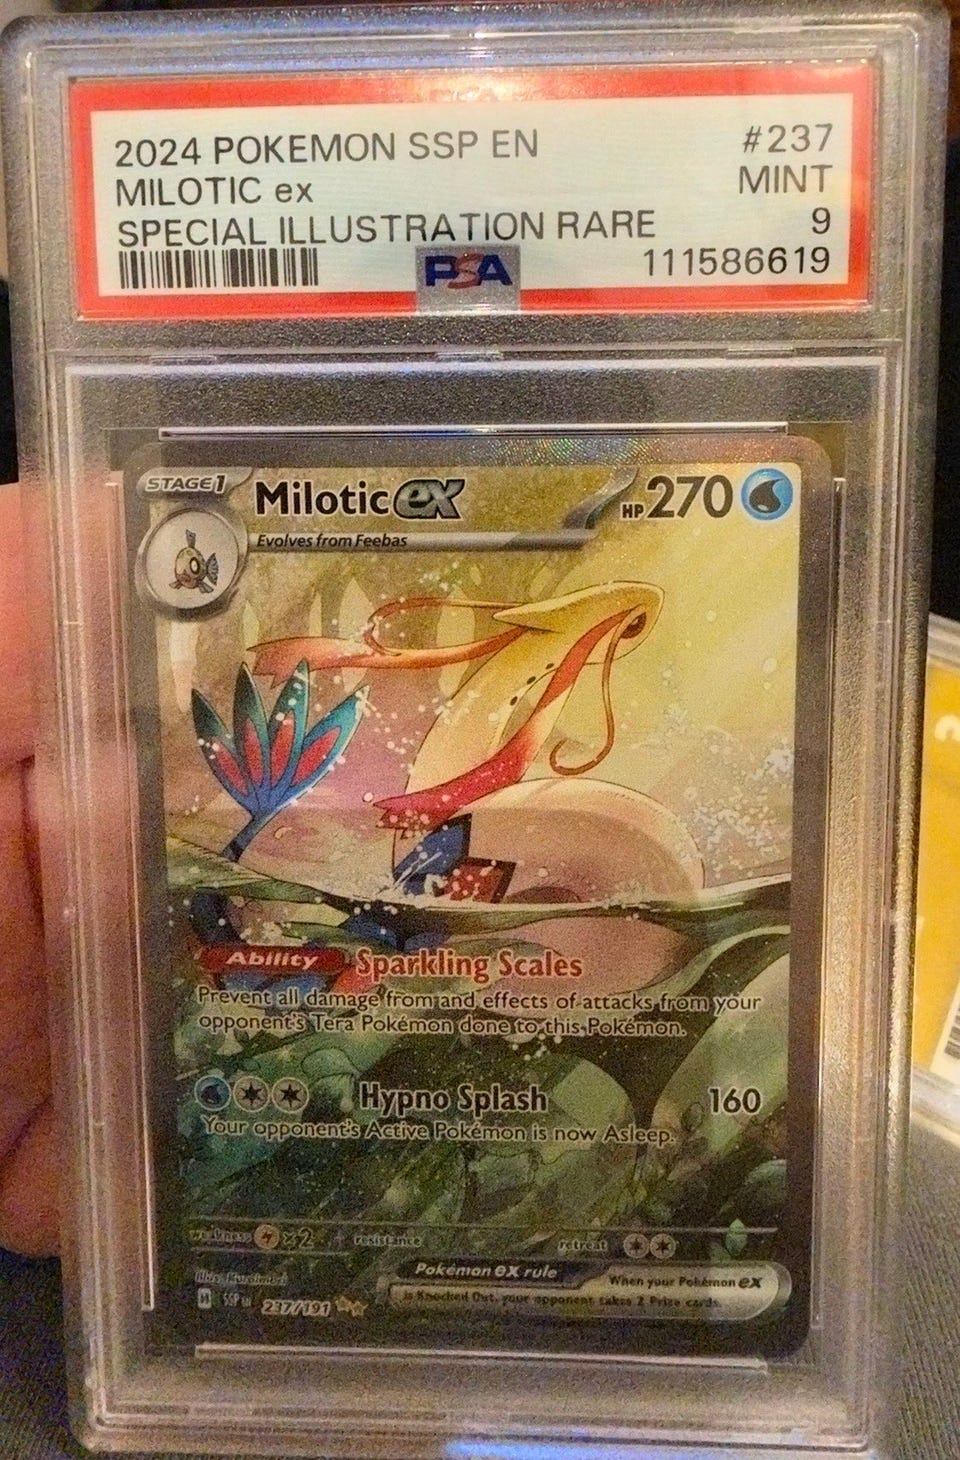 2024 POKEMON SSP EN #237
MILOTIC ex MINT
SPECIAL ILLUSTRATION RARE 9
PSA 111586619
STAGE1 Milotic ex HP 270
Evolves from Feebas
Ability Sparkling Scales
Prevent all damage from and effects of attacks from your
opponent's Tera Pokémon done to this Pokémon.
Hypno Splash 160
Your opponent's Active Pokémon is now Asleep.
weakness ×2 resistance retreat
Pokémon ex rule When your Pokémon ex
is Knocked Out, your opponent takes 2 Prize cards.
Illus.
H SSP EN 237/191